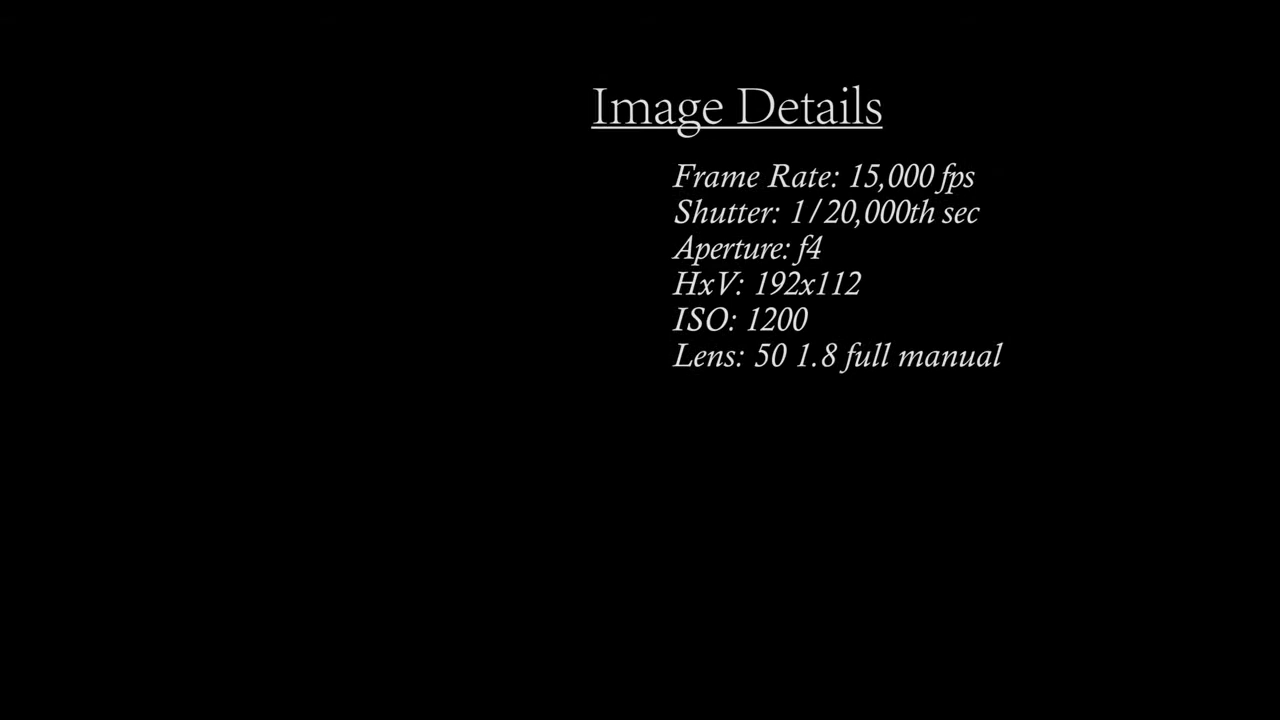 Image Details
Frame Rate: 15,000 fps
Shutter: 1/20,000th sec
Aperture: f4
HxV: 192x112
ISO: 1200
Lens: 50 1.8 full manual